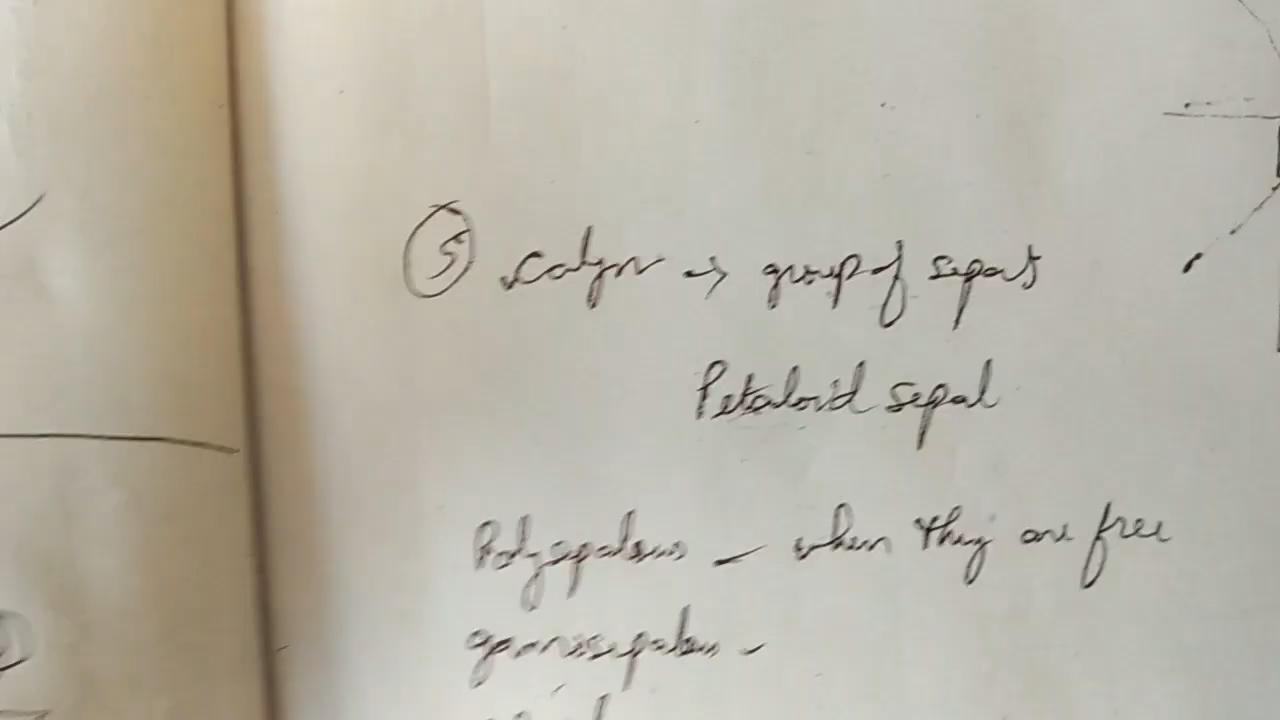 ⑤ Calyx → group of sepals
Petaloid sepal
Polysepalous - when they are free
gamosepalous -